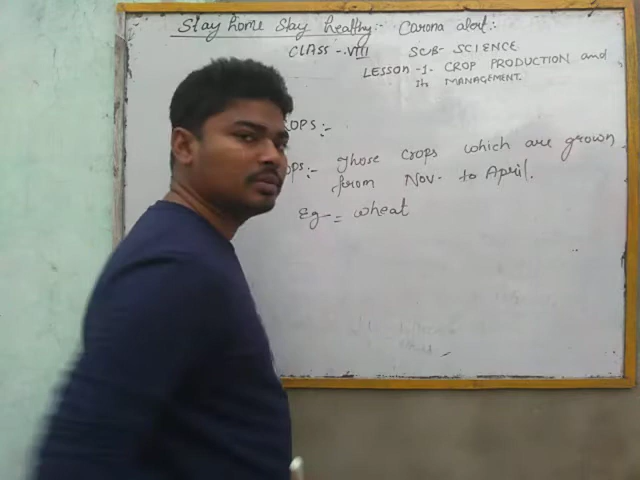 Stay home Stay healthy:- Carona alert:-
CLASS -: VIII SUB- SCIENCE
LESSON -1. CROP PRODUCTION and
its MANAGEMENT.
OPS :-
ops:- Those crops which are grown
from Nov- to April.
Eg-= wheat